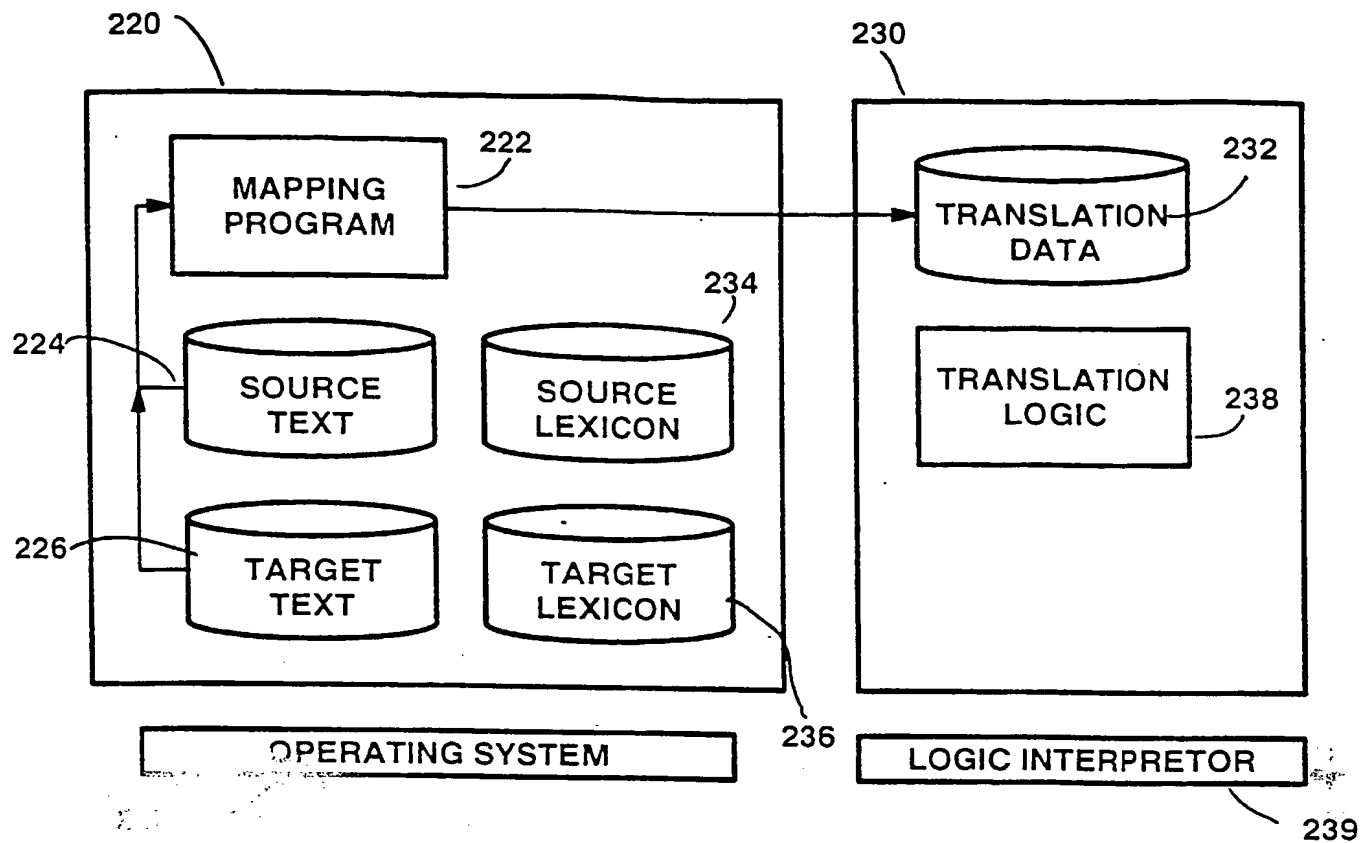 220
230
MAPPING
PROGRAM
222
TRANSLATION
DATA
232
224
SOURCE
TEXT
234
SOURCE
LEXICON
TRANSLATION
LOGIC
238
226
TARGET
TEXT
TARGET
LEXICON
236
OPERATING SYSTEM
LOGIC INTERPRETOR
239